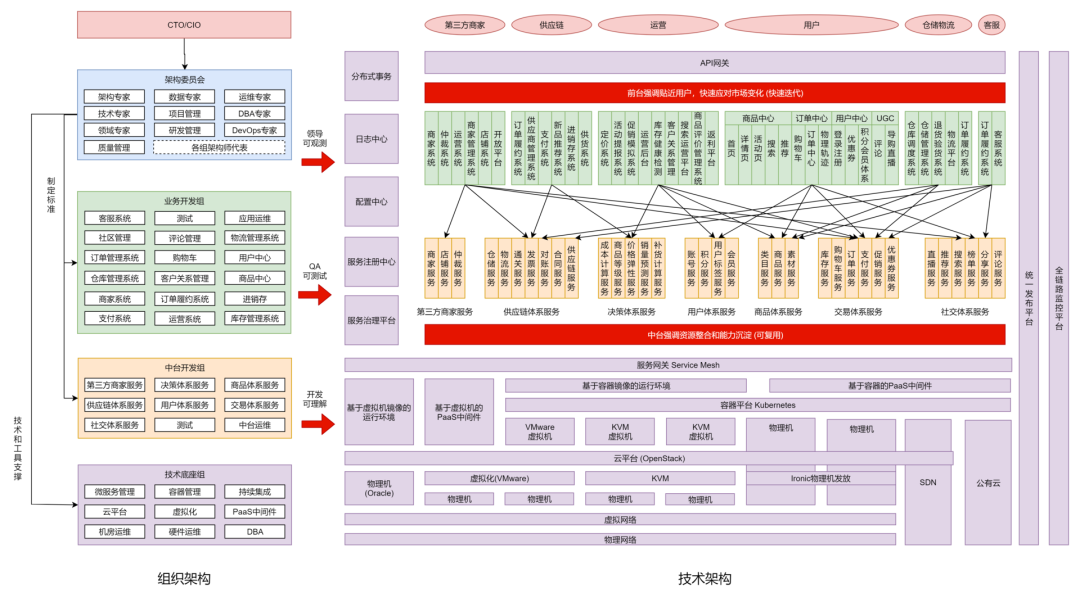 CTO/CIO
架构委员会
架构专家
数据专家
运维专家
技术专家
项目管理
DBA专家
领域专家
研发管理
DevOps专家
质量管理
各组架构师代表
制定标准
技术和工具支撑
业务开发组
客服系统
测试
应用运维
社区管理
评论管理
物流管理系统
订单管理系统
购物车
用户中心
仓库管理系统
客户关系管理
商品中心
商家系统
订单履约系统
进销存
支付系统
运营系统
库存管理系统
中台开发组
第三方商家服务
决策体系服务
商品体系服务
供应链体系服务
用户体系服务
交易体系服务
社交体系服务
测试
中台运维
技术底座组
微服务管理
容器管理
持续集成
云平台
虚拟化
PaaS中间件
机房运维
硬件运维
DBA
组织架构
领导
可观测
QA
可测试
开发
可理解
第三方商家
供应链
运营
用户
仓储物流
客服
分布式事务
日志中心
配置中心
服务注册中心
服务治理平台
API网关
前台强调贴近用户，快速应对市场变化 (快速迭代)
商家系统
仲裁系统
运营系统
商家管理系统
店铺系统
开放平台
订单履约系统
供应商管理系统
支付系统
新品推荐系统
进销存系统
供货系统
定价系统
活动提报系统
促销模拟系统
运营后台
库存健康检测
客户关系管理
搜索运营平台
商品评价管理系统
返利平台
商品中心
订单中心
用户中心
UGC
首页
详情页
活动页
搜索
推荐
购物车
订单中心
物理轨迹
登录注册
优惠券
积分会员体系
评论
导购直播
仓库调度系统
仓储管理系统
退货验货系统
物流平台
订单履约系统
订单履约系统
客服系统
商家服务
店铺服务
仲裁服务
仓储服务
物流服务
通关服务
发票服务
对账服务
合同服务
供应链服务
成本计算服务
商品等级服务
价格弹性服务
销量预测服务
补货计算服务
账号服务
积分服务
用户标签服务
会员服务
类目服务
商品服务
素材服务
库存服务
购物车服务
订单服务
支付服务
促销服务
优惠券服务
直播服务
推荐服务
搜索服务
榜单服务
分享服务
评论服务
第三方商家服务
供应链体系服务
决策体系服务
用户体系服务
商品体系服务
交易体系服务
社交体系服务
中台强调资源整合和能力沉淀 (可复用)
服务网关 Service Mesh
基于虚拟机镜像的
运行环境
基于虚拟机的
PaaS中间件
基于容器镜像的运行环境
基于容器的PaaS中间件
容器平台 Kubernetes
VMware
虚拟机
KVM
虚拟机
KVM
虚拟机
物理机
物理机
云平台 (OpenStack)
物理机
(Oracle)
虚拟化(VMware)
KVM
Ironic物理机发放
物理机
物理机
物理机
物理机
SDN
公有云
虚拟网络
物理网络
统一发布平台
全链路监控平台
技术架构